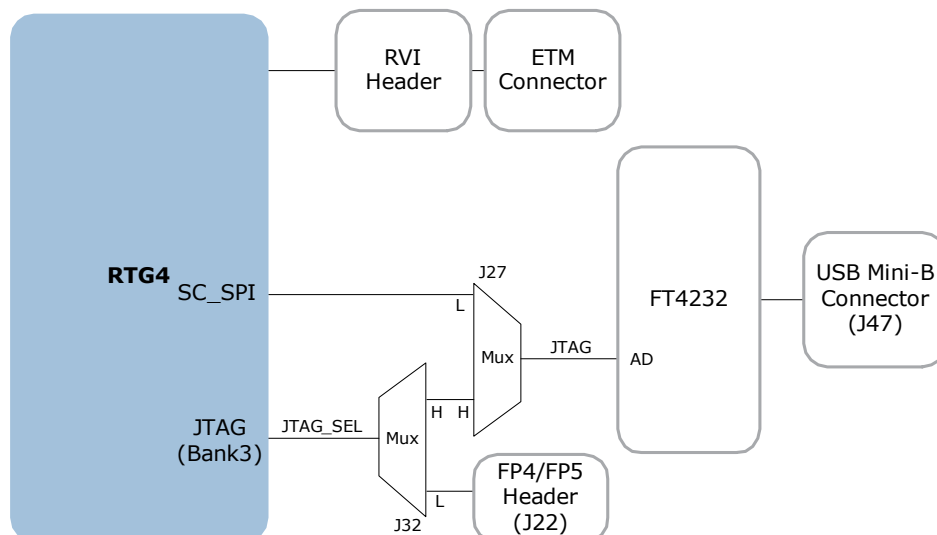 RVI
Header
ETM
Connector
RTG4
SC_SPI
J27
L
Mux
JTAG
FT4232
AD
USB Mini-B
Connector
(J47)
JTAG
(Bank3)
JTAG_SEL
Mux
H
H
L
J32
FP4/FP5
Header
(J22)